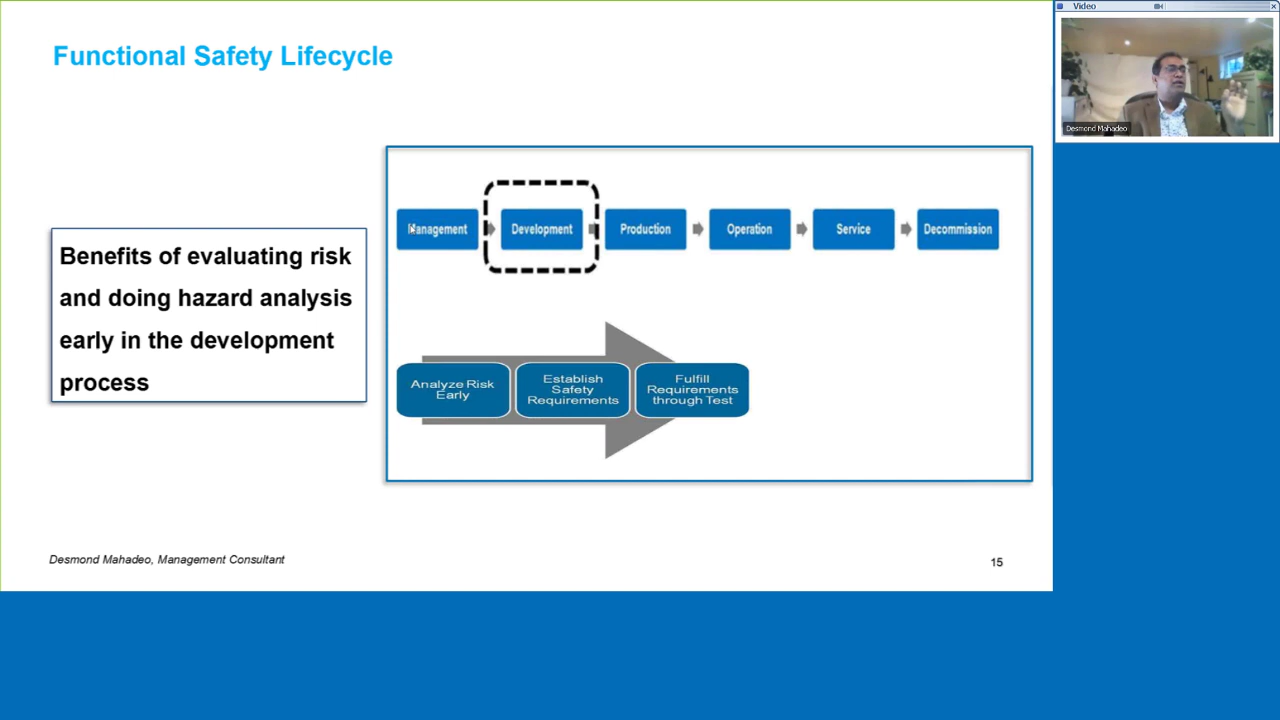 Functional Safety Lifecycle
Video
Desmond Mahadeo
Management
Development
Production
Operation
Service
Decommission
Benefits of evaluating risk
and doing hazard analysis
early in the development
process
Analyze Risk
Early
Establish
Safety
Requirements
Fulfill
Requirements
through Test
Desmond Mahadeo, Management Consultant
15